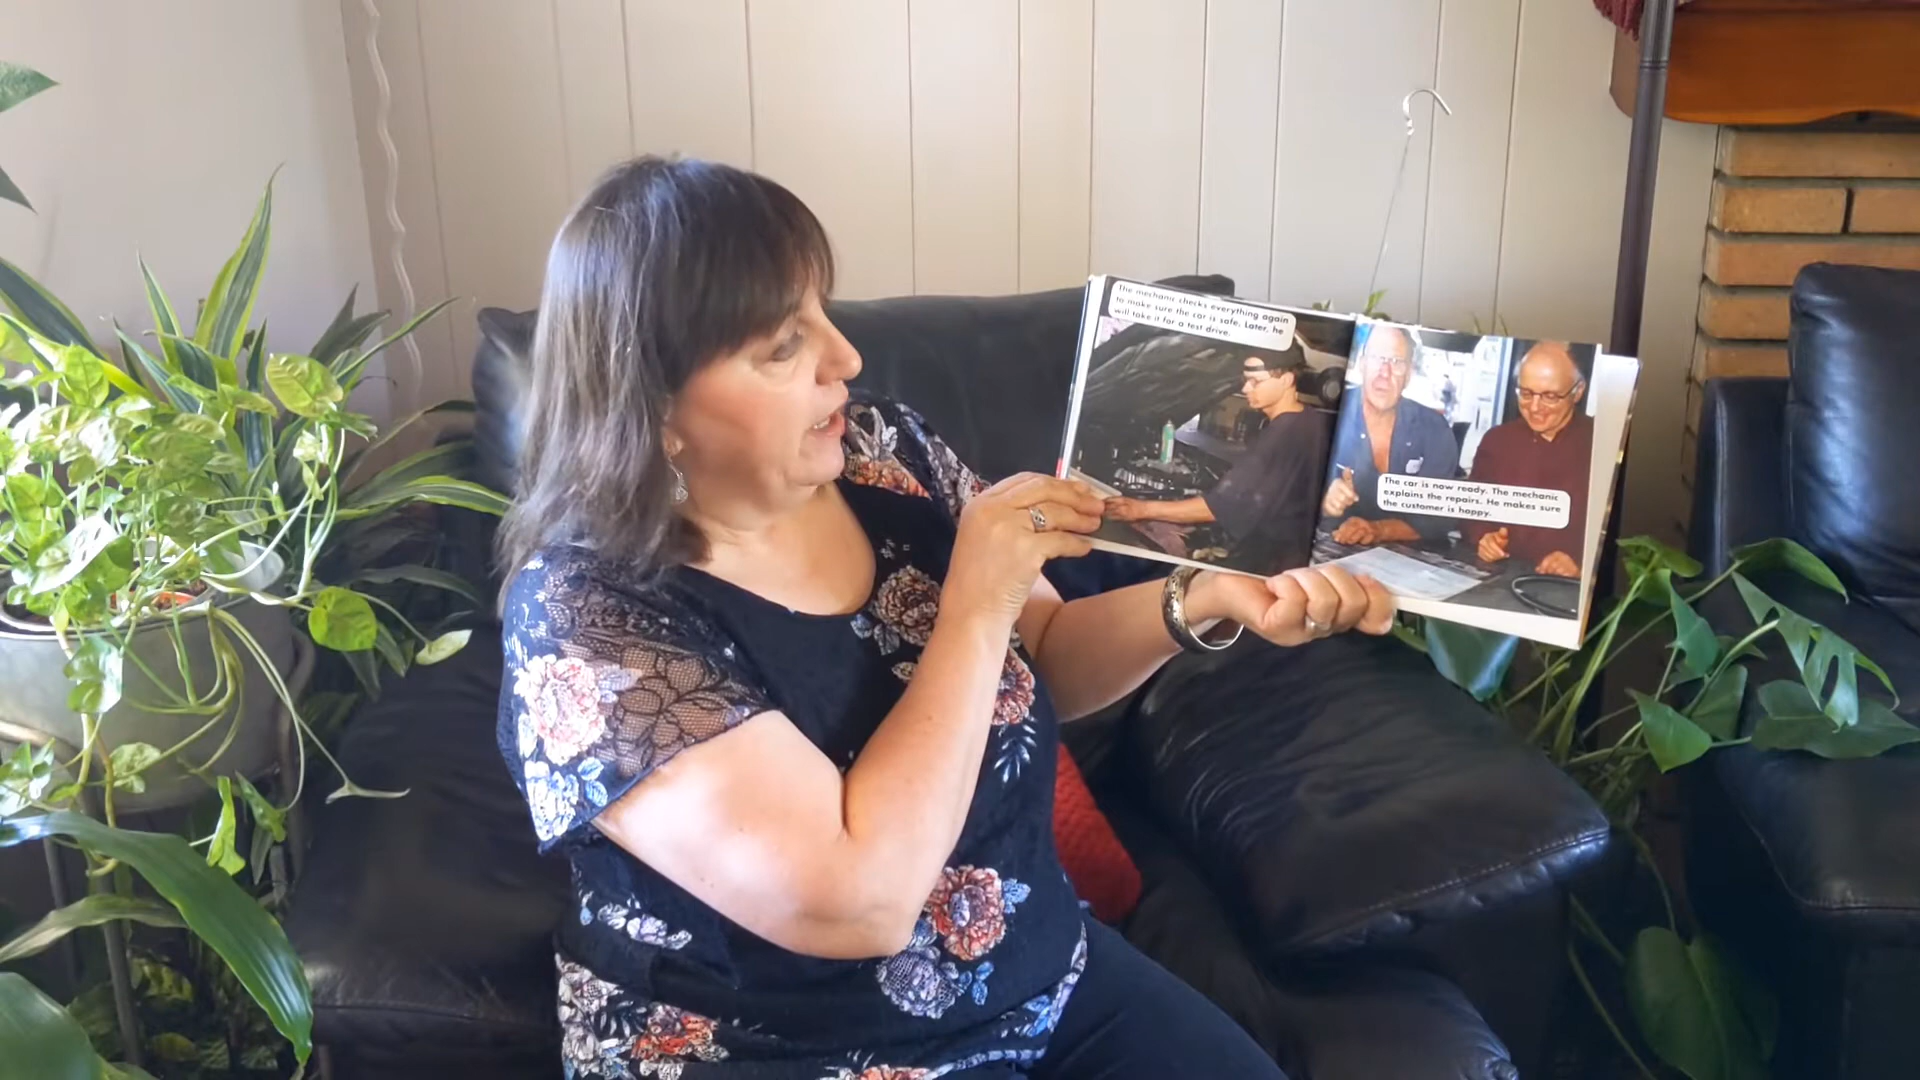 The mechanic checks everything again
to make sure the car is safe. Later, he
will take it for a test drive.
The car is now ready. The mechanic
explains the repairs. He makes sure
the customer is happy.